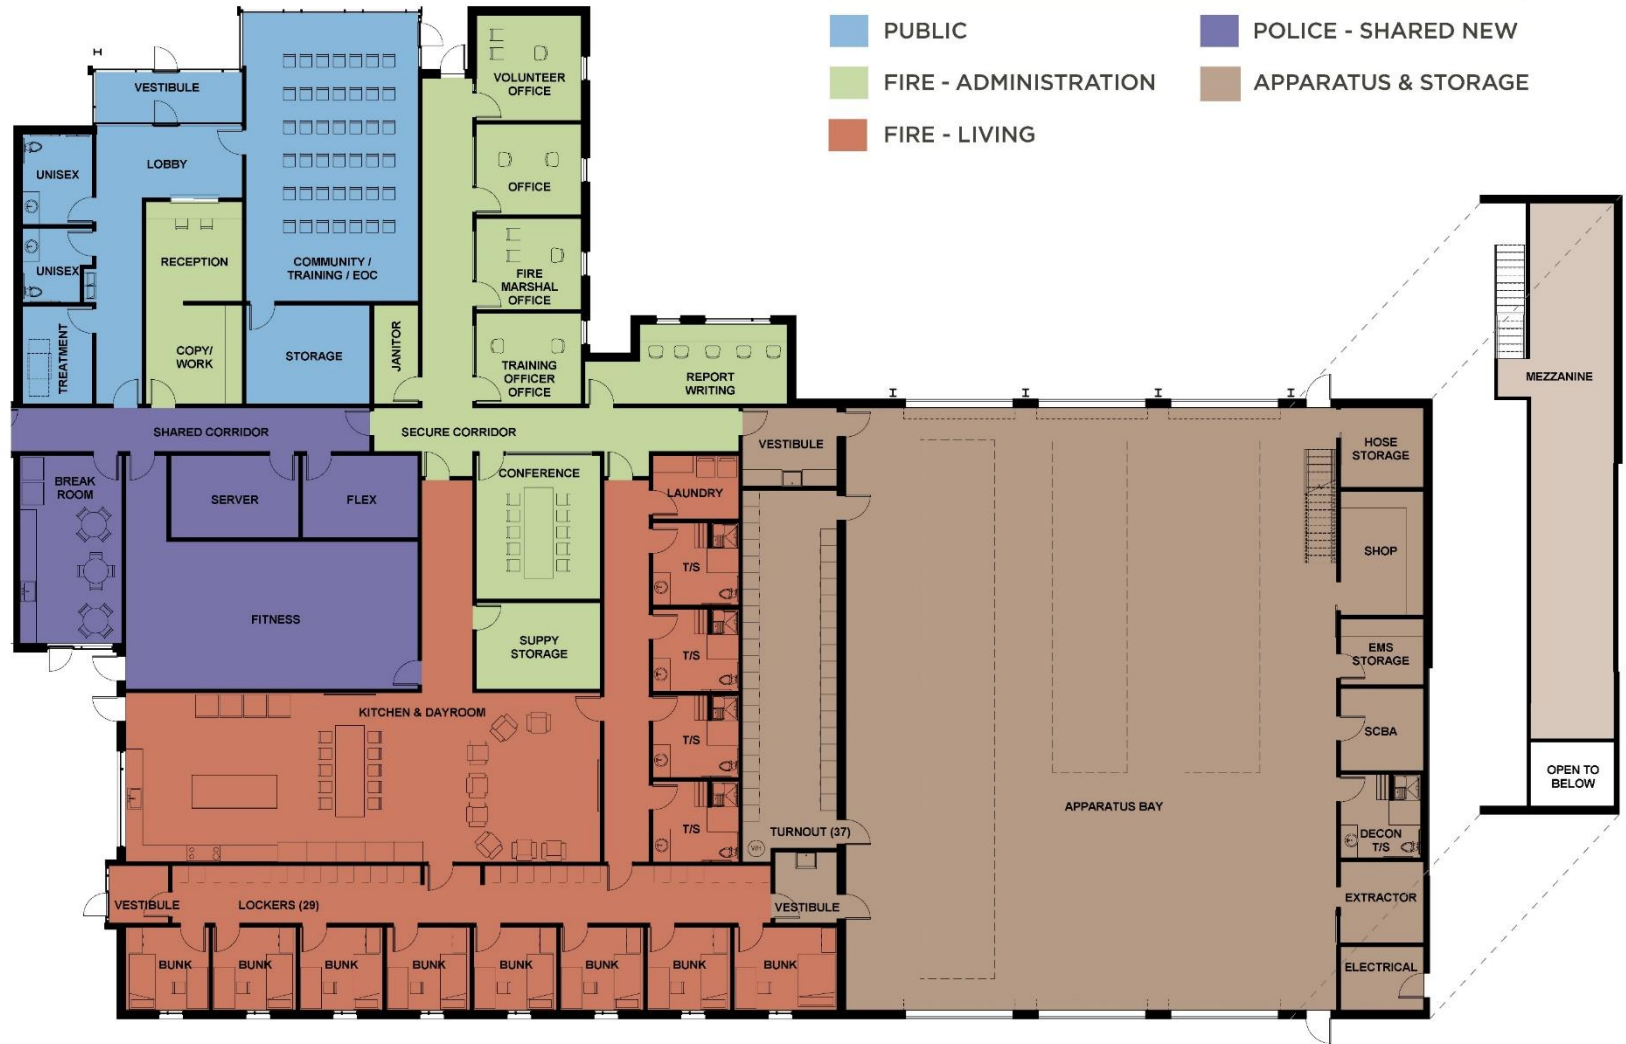 PUBLIC
POLICE - SHARED NEW
FIRE - ADMINISTRATION
APPARATUS & STORAGE
FIRE - LIVING
VESTIBULE
LOBBY
UNISEX
UNISEX
TREATMENT
RECEPTION
COPY/
WORK
COMMUNITY /
TRAINING / EOC
STORAGE
JANITOR
VOLUNTEER
OFFICE
OFFICE
FIRE
MARSHAL
OFFICE
TRAINING
OFFICER
OFFICE
REPORT
WRITING
SHARED CORRIDOR
SECURE CORRIDOR
VESTIBULE
BREAK
ROOM
SERVER
FLEX
FITNESS
CONFERENCE
SUPPY
STORAGE
LAUNDRY
T/S
T/S
T/S
T/S
KITCHEN & DAYROOM
TURNOUT (37)
VESTIBULE
LOCKERS (29)
VESTIBULE
BUNK
BUNK
BUNK
BUNK
BUNK
BUNK
BUNK
BUNK
APPARATUS BAY
HOSE
STORAGE
SHOP
EMS
STORAGE
SCBA
DECON
T/S
EXTRACTOR
ELECTRICAL
MEZZANINE
OPEN TO
BELOW